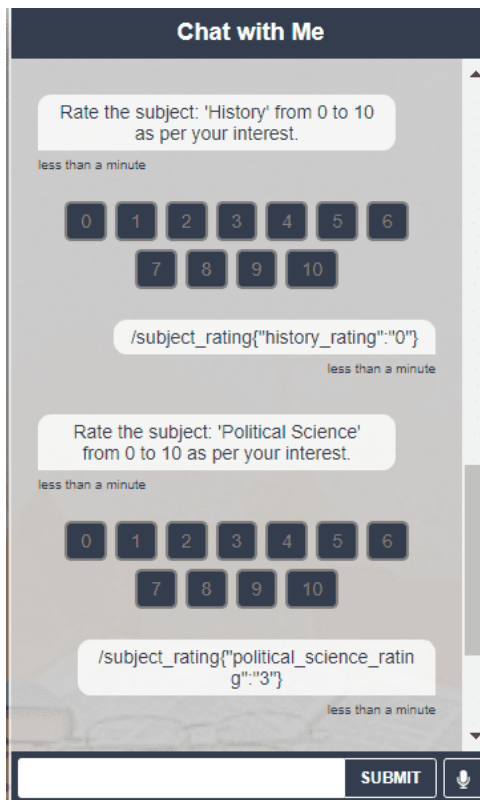 Chat with Me
Rate the subject: 'History' from 0 to 10
as per your interest.
less than a minute
0 1 2 3 4 5 6
7 8 9 10
/subject_rating{"history_rating":"0"}
less than a minute
Rate the subject: 'Political Science'
from 0 to 10 as per your interest.
less than a minute
0 1 2 3 4 5 6
7 8 9 10
/subject_rating{"political_science_ratin
g":"3"}
less than a minute
SUBMIT